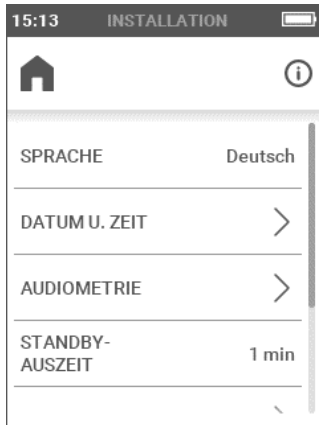 15:13 INSTALLATION
SPRACHE Deutsch
DATUM U. ZEIT
AUDIOMETRIE
STANDBY-
AUSZEIT 1 min